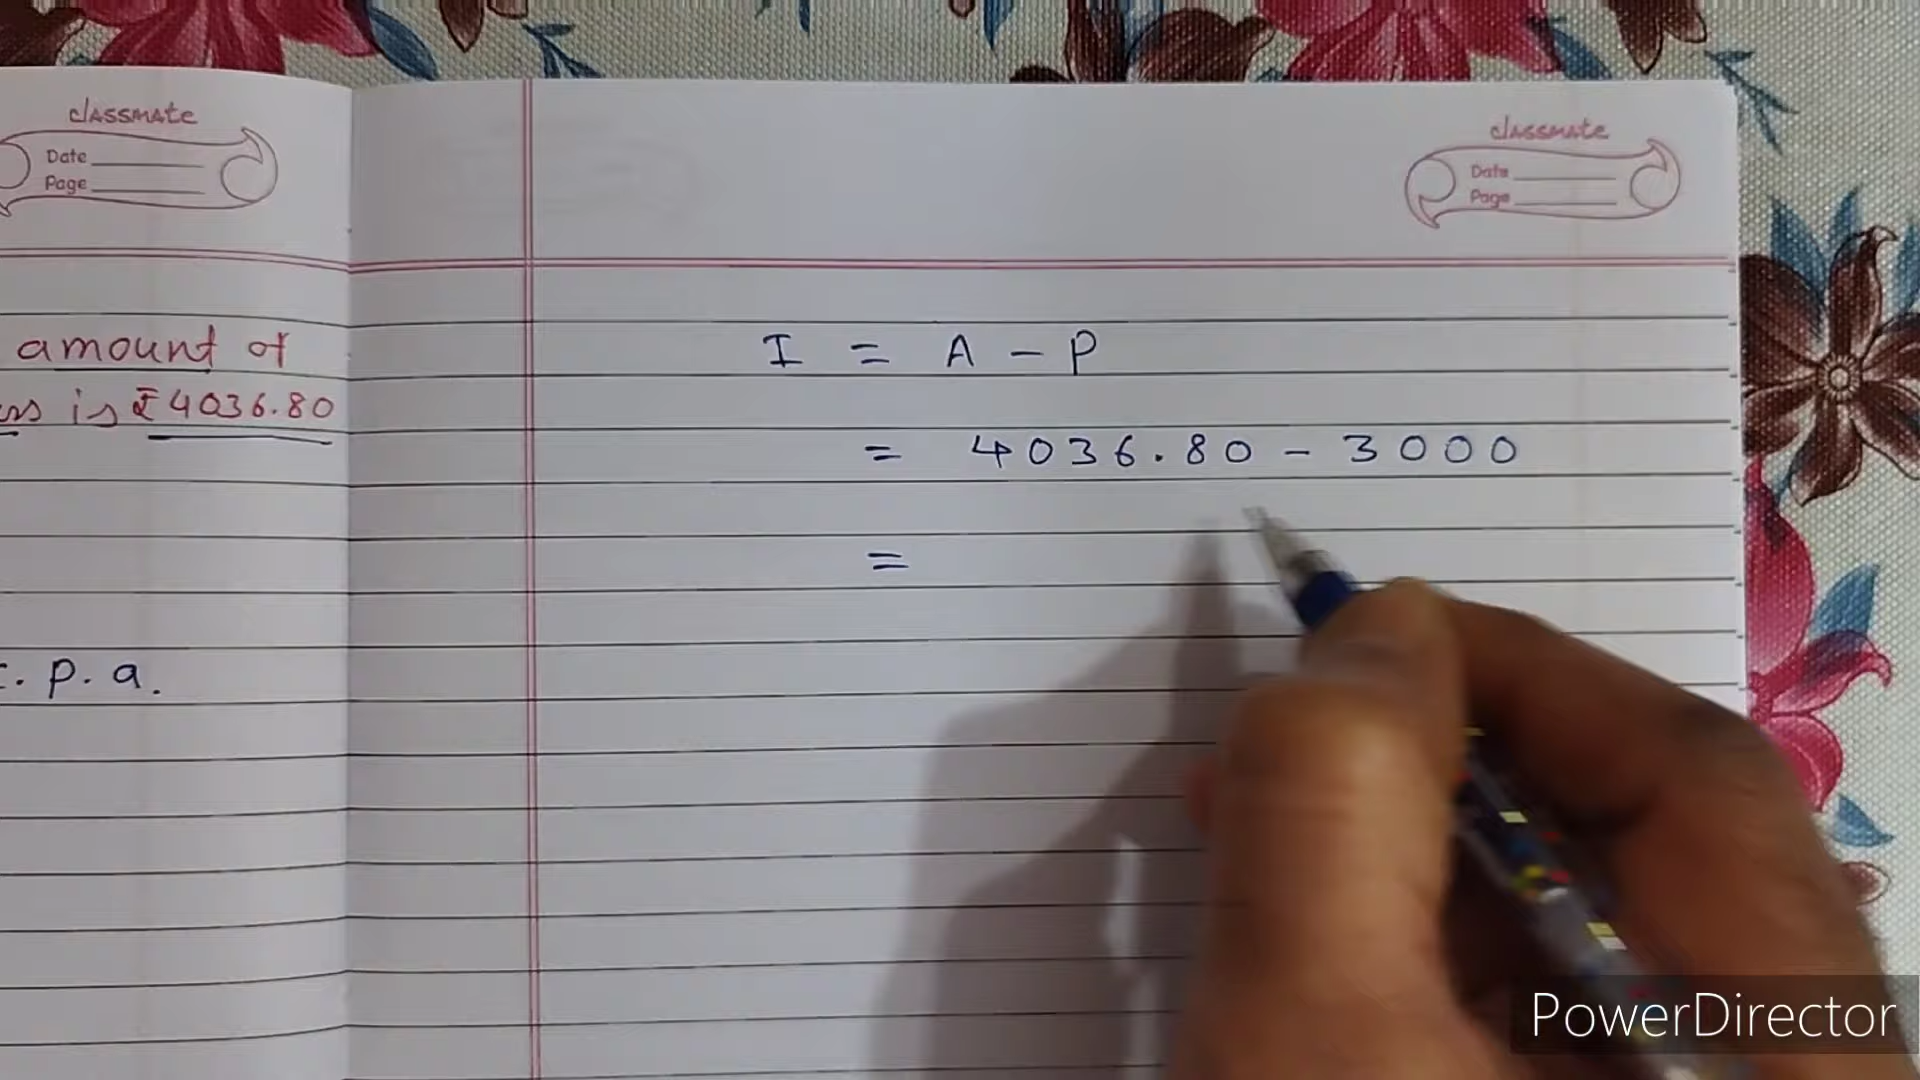 classmate
Date
Page
amount of
is ₹4036.80
. p. a.
classmate
Date
Page
I = A - P
= 4036.80 - 3000
=
PowerDirector